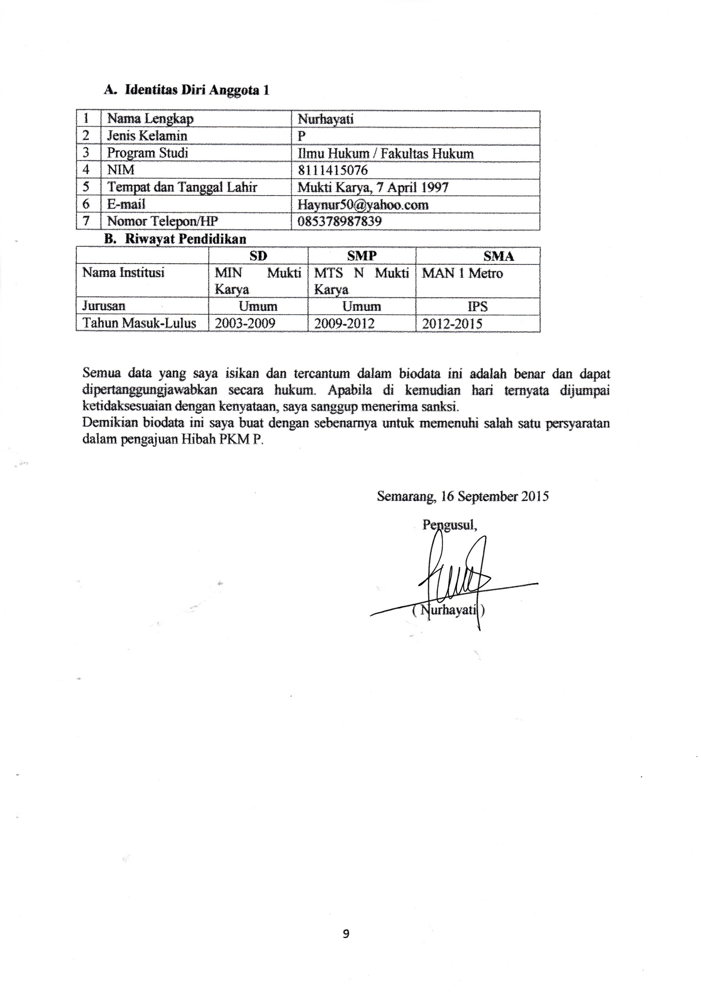 A. Identitas Diri Anggota 1
1 Nama Lengkap Nurhayati
2 Jenis Kelamin P
3 Program Studi Ilmu Hukum / Fakultas Hukum
4 NIM 8111415076
5 Tempat dan Tanggal Lahir Mukti Karya, 7 April 1997
6 E-mail Haynur50@yahoo.com
7 Nomor Telepon/HP 085378987839
B. Riwayat Pendidikan
SD SMP SMA
Nama Institusi MIN Mukti MTS N Mukti MAN 1 Metro
Karya Karya
Jurusan Umum Umum IPS
Tahun Masuk-Lulus 2003-2009 2009-2012 2012-2015
Semua data yang saya isikan dan tercantum dalam biodata ini adalah benar dan dapat
dipertanggungjawabkan secara hukum. Apabila di kemudian hari ternyata dijumpai
ketidaksesuaian dengan kenyataan, saya sanggup menerima sanksi.
Demikian biodata ini saya buat dengan sebenarnya untuk memenuhi salah satu persyaratan
dalam pengajuan Hibah PKM P.
Semarang, 16 September 2015
Pengusul,
( Nurhayati )
9